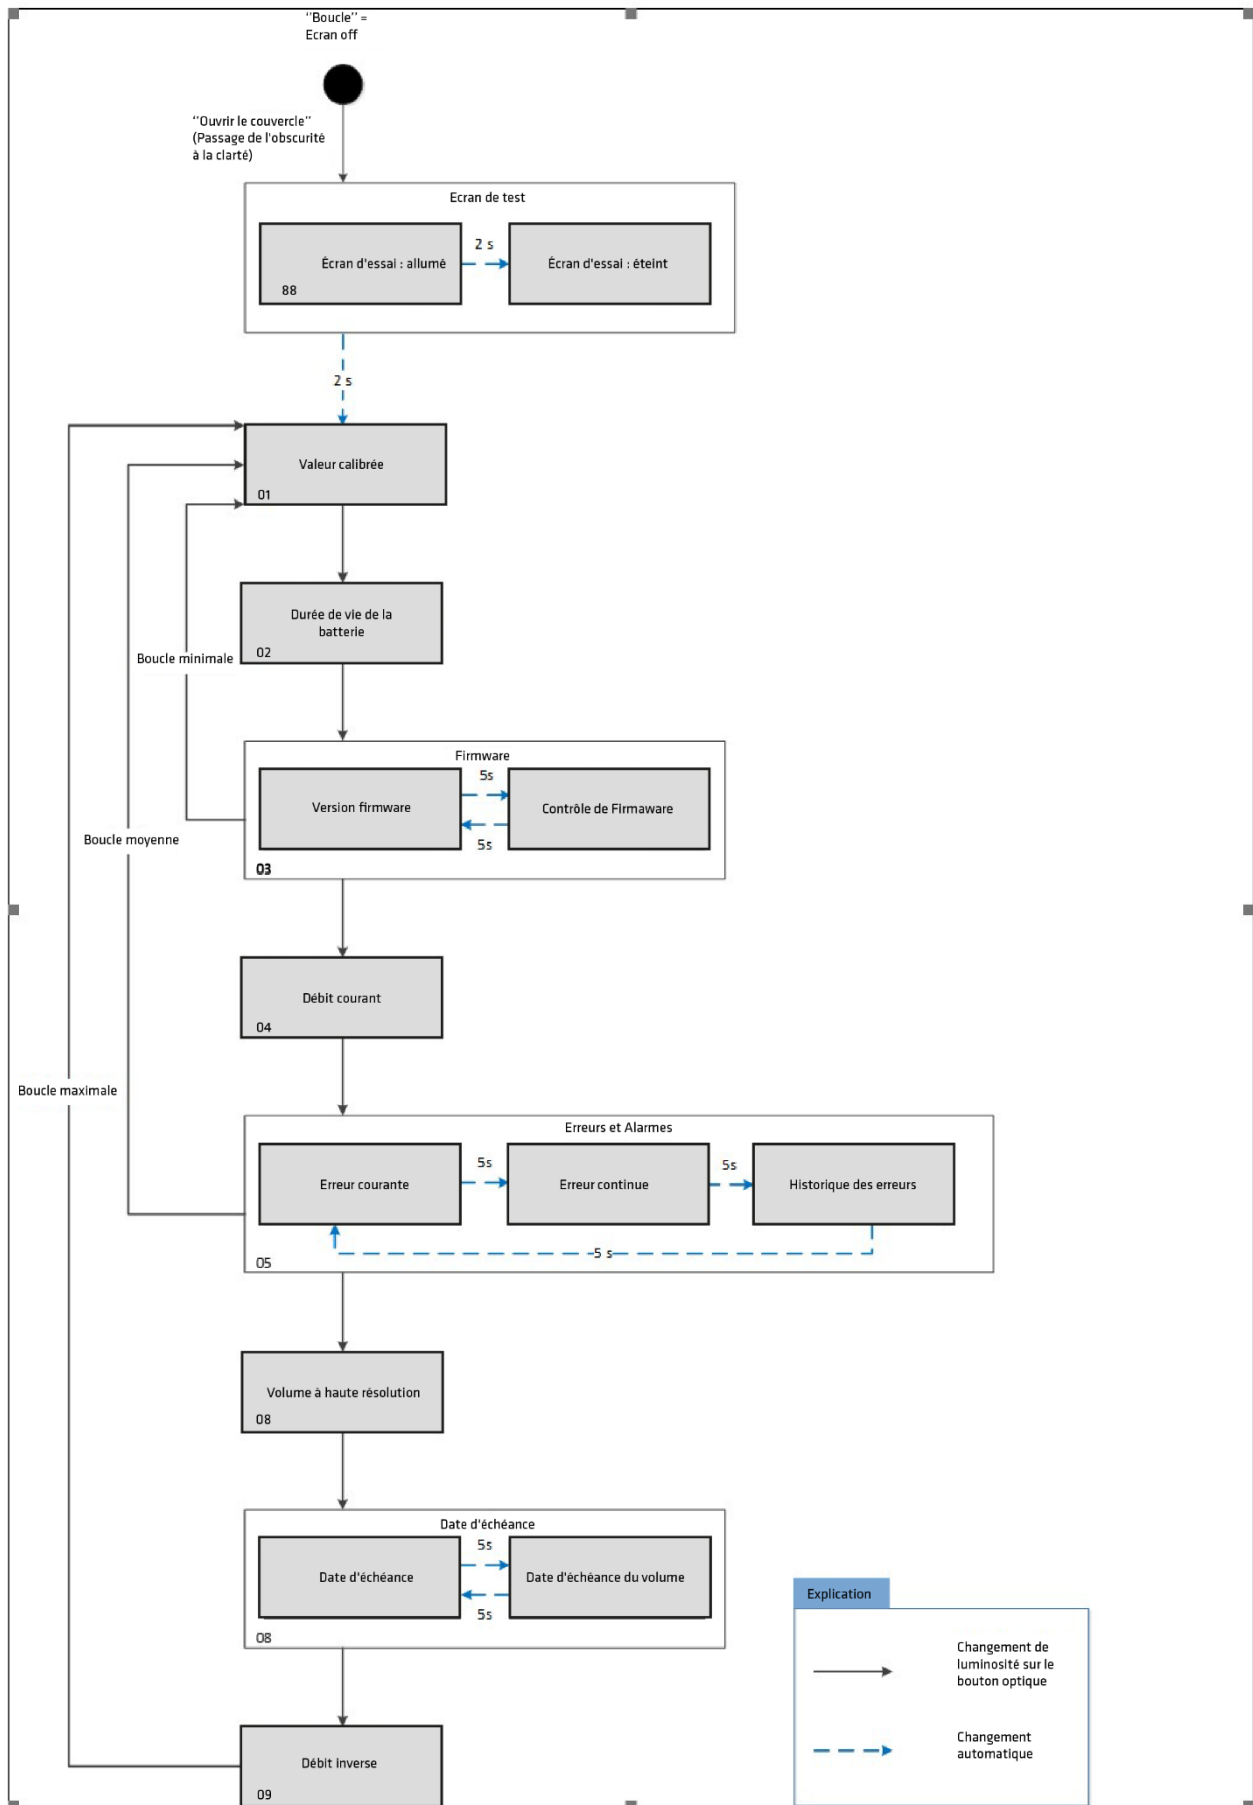 "Boucle" =
Ecran off
"Ouvrir le couvercle"
(Passage de l'obscurité
à la clarté)
Ecran de test
Écran d'essai : allumé
88
2 s
Écran d'essai : éteint
2 s
Valeur calibrée
01
Durée de vie de la
batterie
02
Boucle minimale
Firmware
Version firmware
5s
5s
Contrôle de Firmaware
03
Boucle moyenne
Débit courant
04
Boucle maximale
Erreurs et Alarmes
Erreur courante
5s
Erreur continue
5s
Historique des erreurs
5 s
05
Volume à haute résolution
08
Date d'échéance
Date d'échéance
5s
5s
Date d'échéance du volume
08
Débit inverse
09
Explication
Changement de
luminosité sur le
bouton optique
Changement
automatique